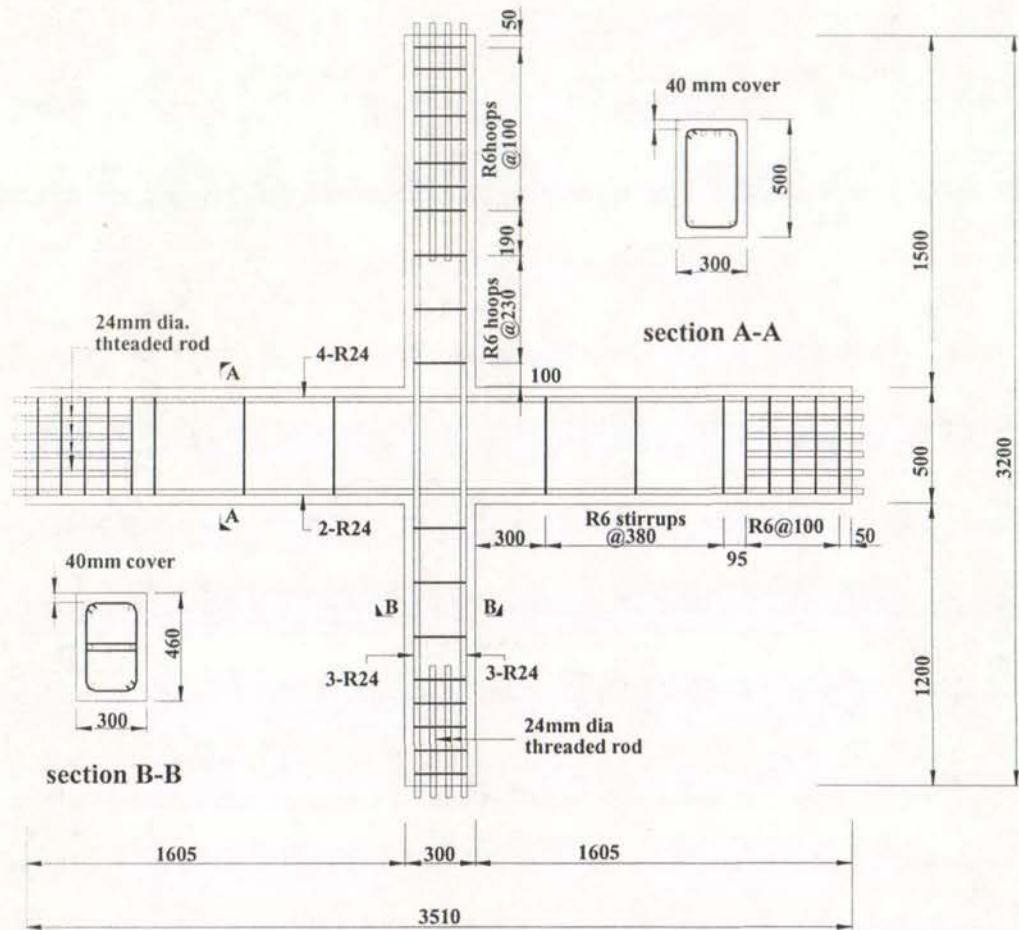 50
40 mm cover
R6hoops
@100
500
1500
190
300
R6 hoops
@230
section A-A
24mm dia.
thteaded rod
A
4-R24
100
500
3200
A
2-R24
R6 stirrups
@380
R6@100
300
50
95
40mm cover
B
B
460
3-R24
3-R24
1200
300
24mm dia
threaded rod
section B-B
1605
300
1605
3510